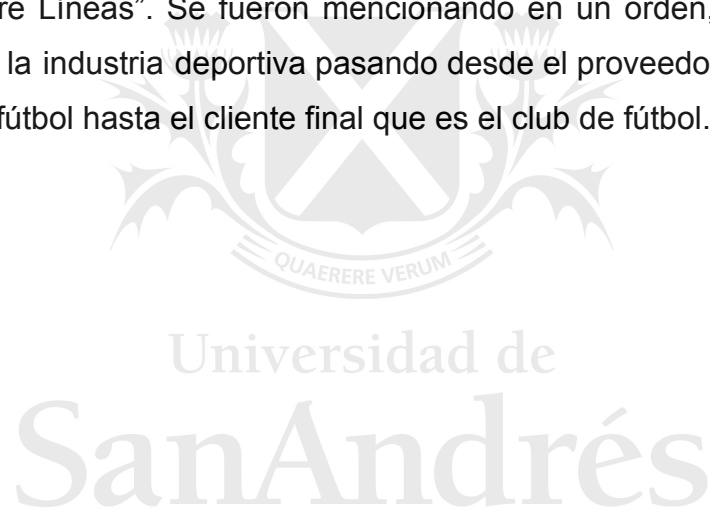 re Líneas”. Se fueron mencionando en un orden,
la industria deportiva pasando desde el proveedo
fútbol hasta el cliente final que es el club de fútbol.
QUAERERE VERUM
Universidad de
SanAndrés